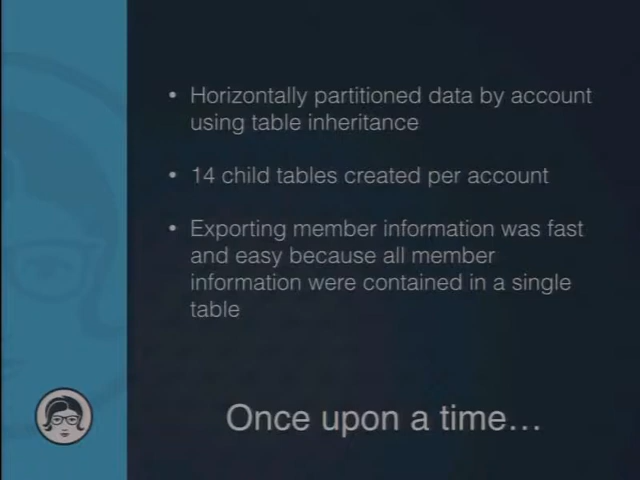 • Horizontally partitioned data by account
using table inheritance
• 14 child tables created per account
• Exporting member information was fast
and easy because all member
information were contained in a single
table
Once upon a time…